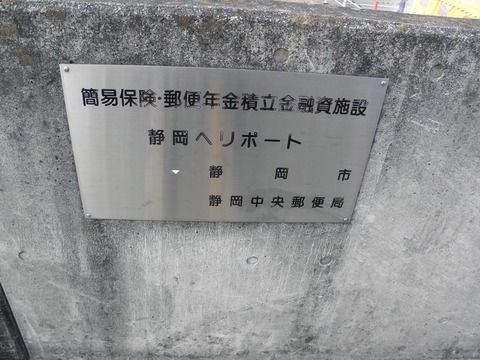 簡易保険・郵便年金積立金融資施設
静岡ヘリポート
静岡市
静岡中央郵便局